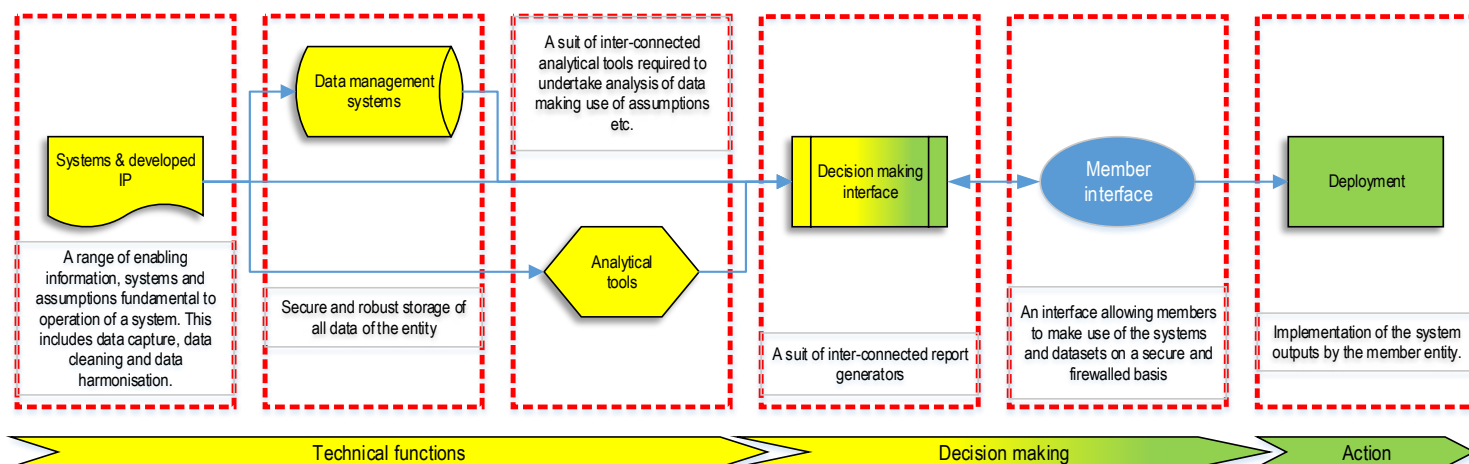 Systems & developed
IP
A range of enabling
information, systems and
assumptions fundamental to
operation of a system. This
includes data capture, data
cleaning and data
harmonisation.
Data management
systems
Secure and robust storage of
all data of the entity
A suit of inter-connected
analytical tools required to
undertake analysis of data
making use of assumptions
etc.
Analytical
tools
Decision making
interface
A suit of inter-connected report
generators
Member
interface
An interface allowing members
to make use of the systems
and datasets on a secure and
firewalled basis
Deployment
Implementation of the system
outputs by the member entity.
Technical functions
Decision making
Action